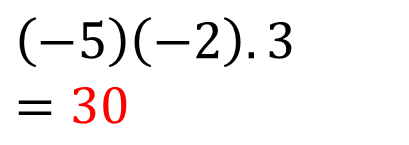 (−5)(−2). 3
= 30